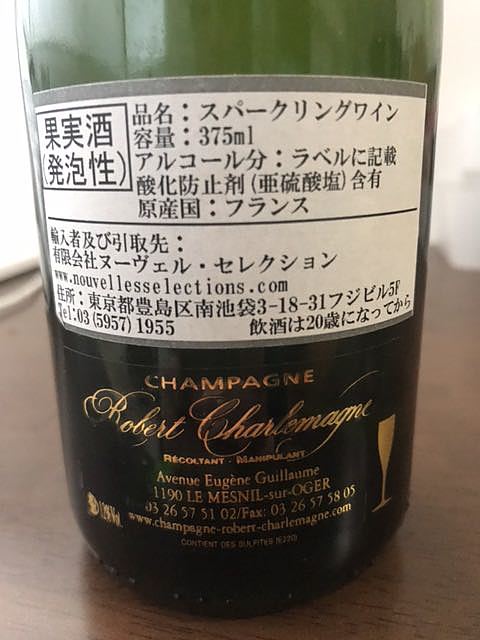 果実酒
(発泡性)
品名：スパークリングワイン
容量：375ml
アルコール分：ラベルに記載
酸化防止剤(亜硫酸塩)含有
原産国：フランス
輸入者及び引取先：
有限会社ヌーヴェル・セレクション
www.nouvellesselections.com
住所：東京都豊島区南池袋3-18-31フジビル5F
Tel:03(5957)1955 飲酒は20歳になってから
CHAMPAGNE
Robert Charlemagne
RÉCOLTANT - MANIPULANT
Avenue Eugène Guillaume
1190 LE MESNIL-sur-OGER
03 26 57 51 02/Fax: 03 26 57 58 05
www.champagne-robert-charlemagne.com
CONTIENT DES SULFITES (E220)